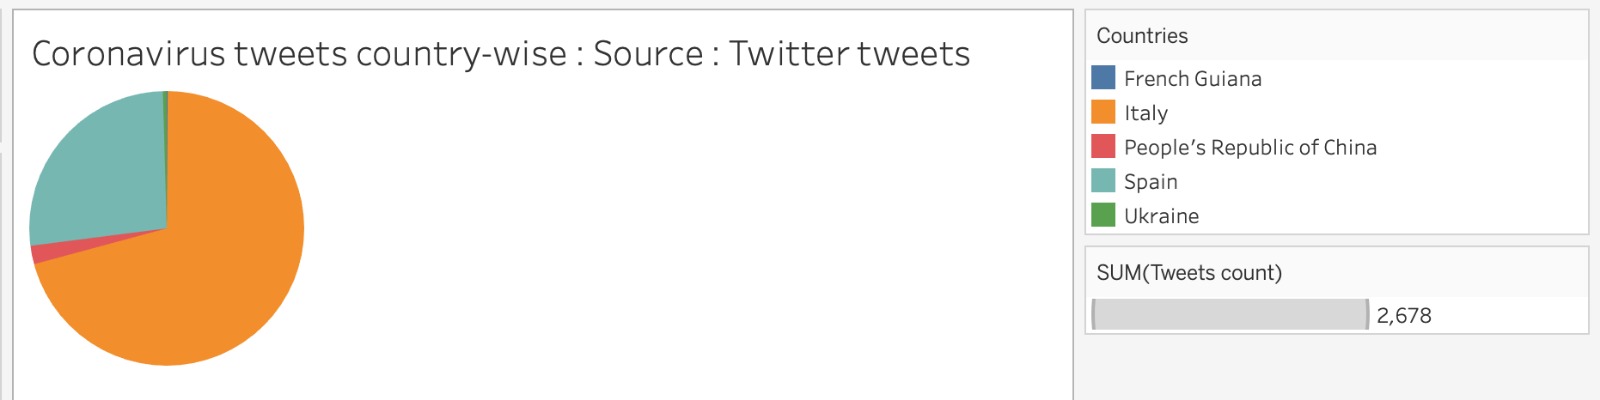 Coronavirus tweets country-wise : Source : Twitter tweets
Countries
French Guiana
Italy
People's Republic of China
Spain
Ukraine
SUM(Tweets count)
2,678